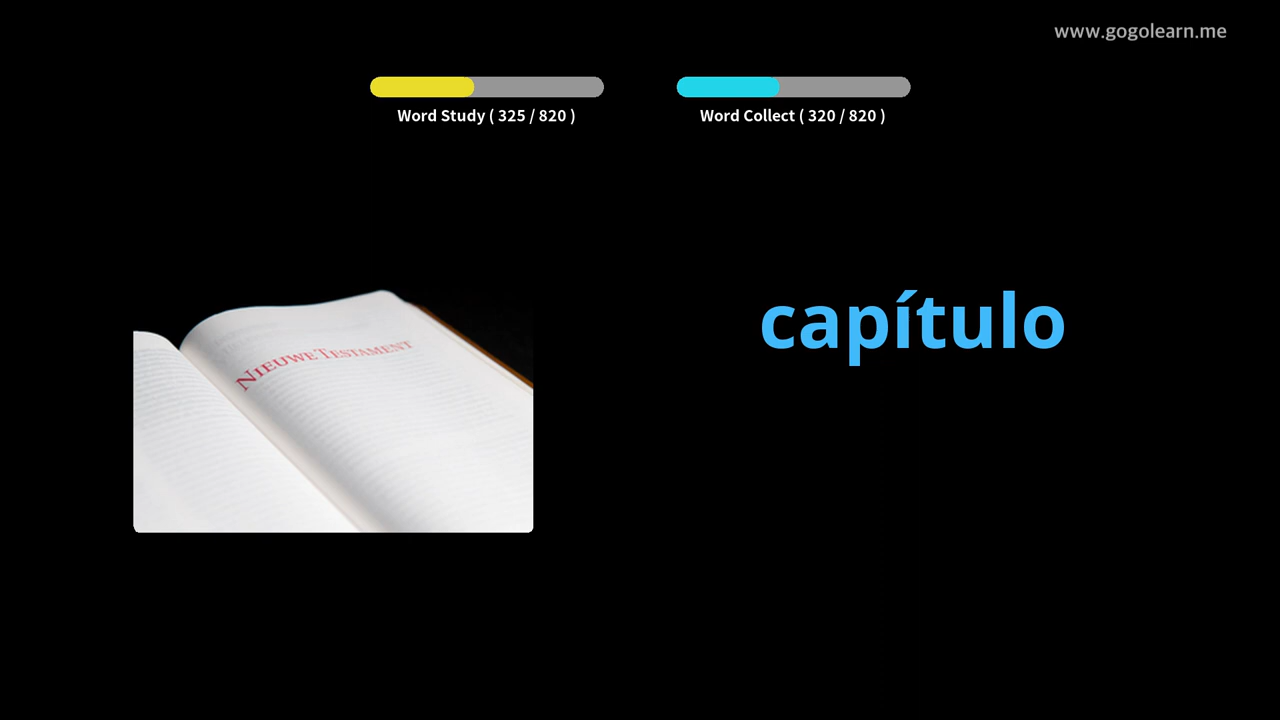 www.gogolearn.me
Word Study ( 325 / 820 )
Word Collect ( 320 / 820 )
NIEUWE TESTAMENT
capítulo